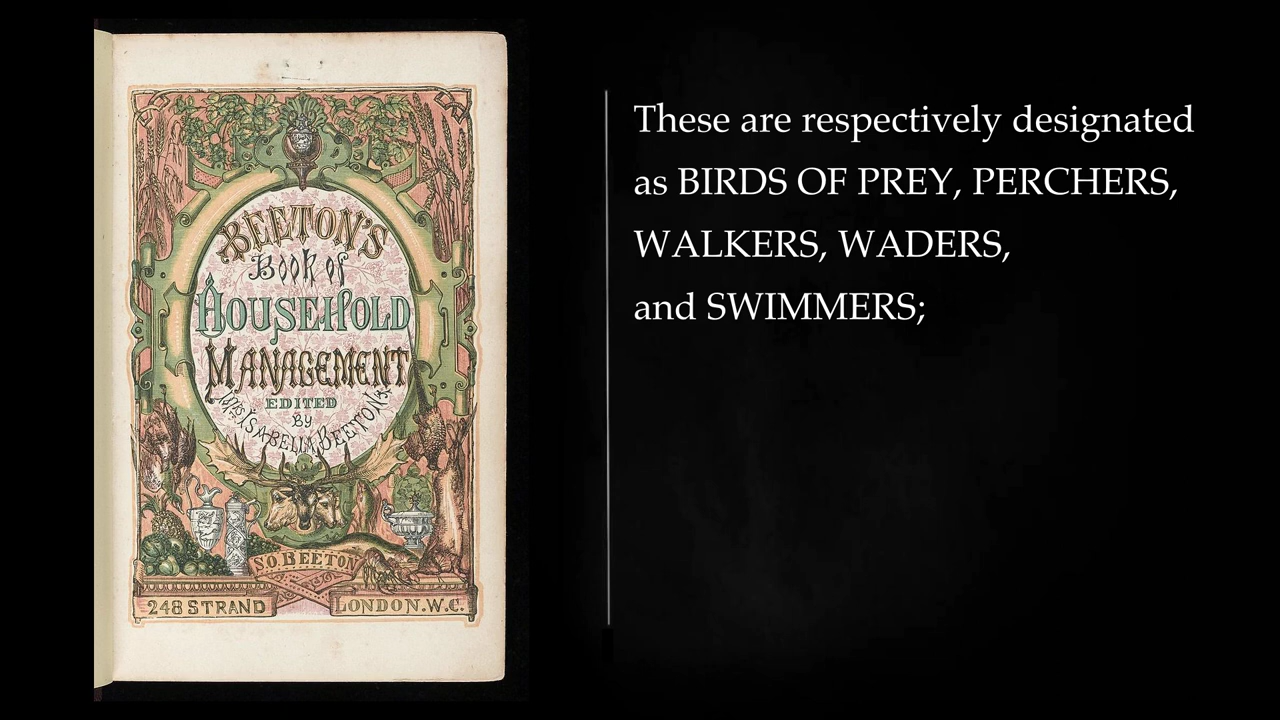 BEETON'S
Book of
HOUSEHOLD
MANAGEMENT
EDITED
BY
MRS ISABELLA BEETON
S.O. BEETON
248 STRAND
LONDON.W.C.
These are respectively designated
as BIRDS OF PREY, PERCHERS,
WALKERS, WADERS,
and SWIMMERS;